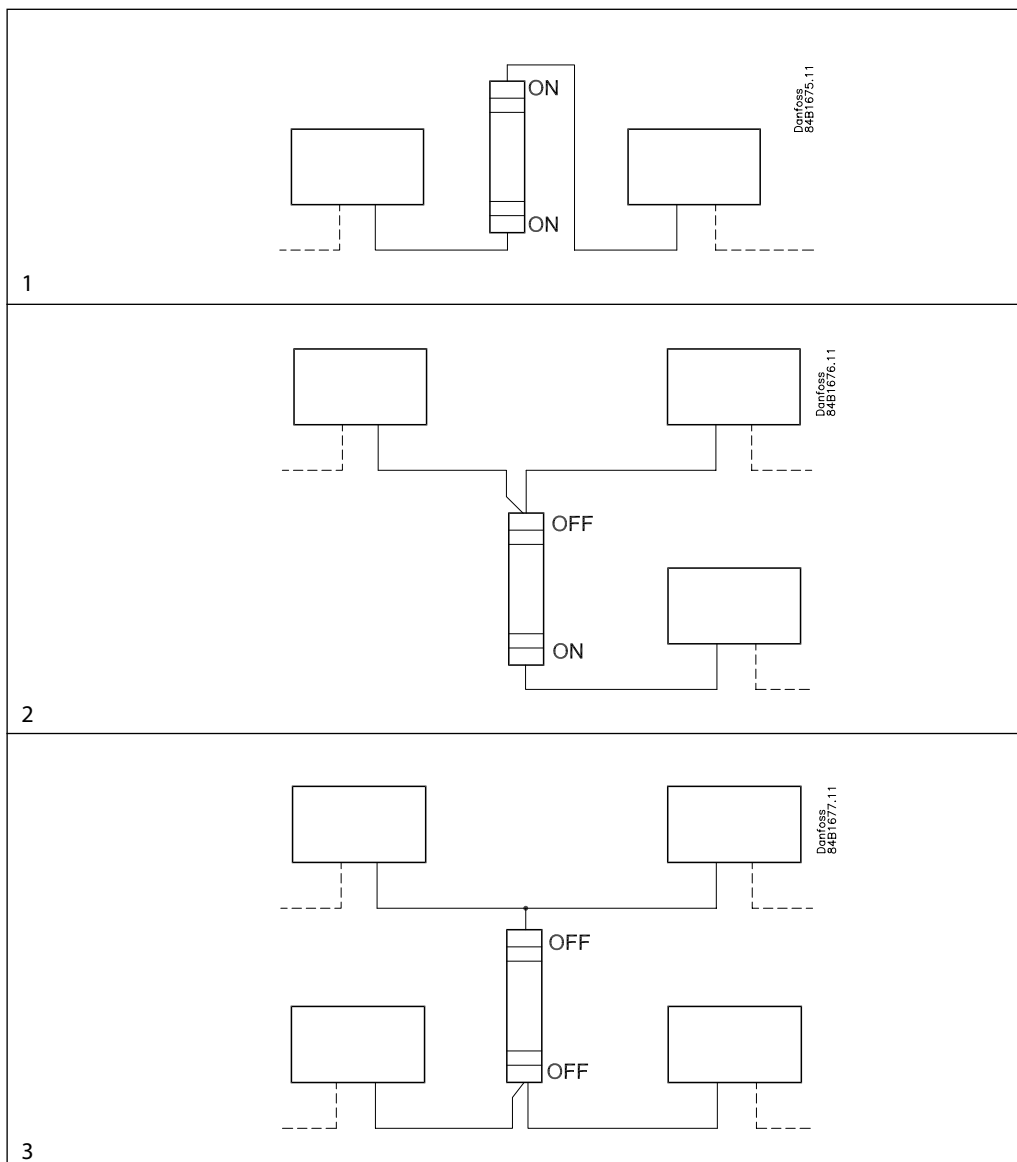 ON
ON
Danfoss
84B1675.11
1
Danfoss
84B1676.11
OFF
ON
2
Danfoss
84B1677.11
OFF
OFF
3